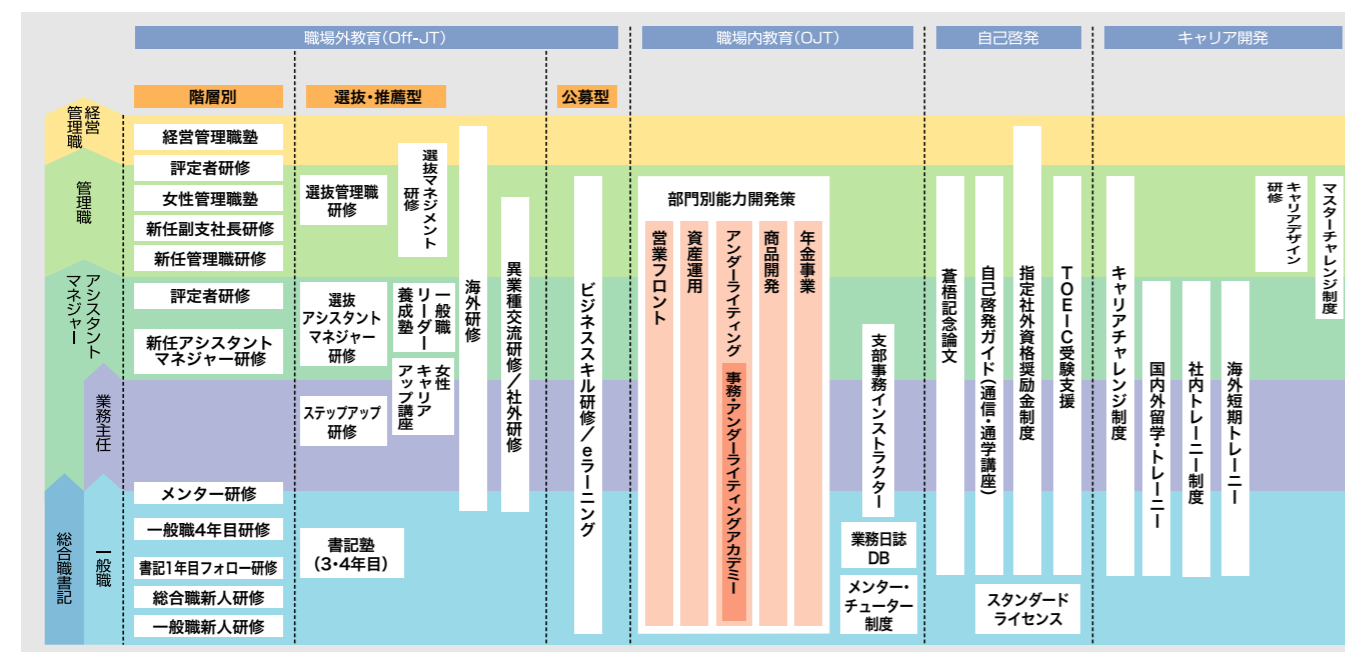 職場外教育(Off-JT)
職場内教育(OJT)
自己啓発
キャリア開発
階層別
選抜・推薦型
公募型
経営
管理職
管理職
アシスタント
マネジャー
業務主任
総合職書記
一般職
経営管理職塾
評定者研修
女性管理職塾
新任副支社長研修
新任管理職研修
評定者研修
新任アシスタント
マネジャー研修
メンター研修
一般職4年目研修
書記1年目フォロー研修
総合職新人研修
一般職新人研修
選抜管理職
研修
選抜
アシスタント
マネジャー
研修
ステップアップ
研修
書記塾
(3・4年目)
選抜マネジメント
研修
一般職
リーダー
養成塾
女性
キャリア
アップ講座
海外研修
異業種交流研修/社外研修
ビジネススキル研修/eラーニング
部門別能力開発策
営業フロント
資産運用
アンダーライティング
事務・アンダーライティングアカデミー
商品開発
年金事業
支部事務インストラクター
業務日誌
DB
メンター・
チューター
制度
蒼梧記念論文
自己啓発ガイド(通信・通学講座)
指定社外資格奨励金制度
TOEIC受験支援
スタンダード
ライセンス
キャリアチャレンジ制度
国内外留学・トレーニー
社内トレーニー制度
海外短期トレーニー
キャリアデザイン
研修
マスターチャレンジ制度